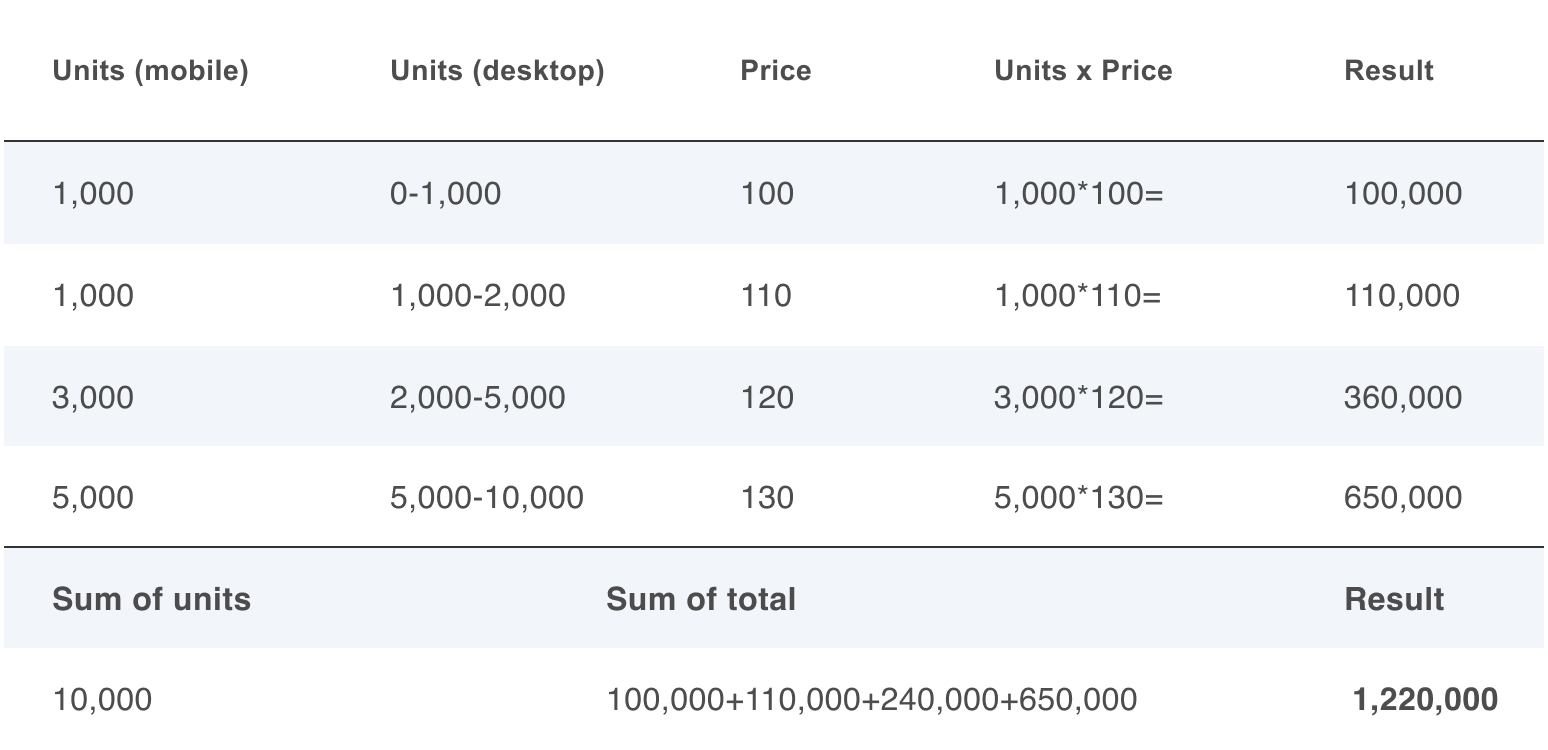 Units (mobile) Units (desktop) Price Units x Price Result
1,000 0-1,000 100 1,000*100= 100,000
1,000 1,000-2,000 110 1,000*110= 110,000
3,000 2,000-5,000 120 3,000*120= 360,000
5,000 5,000-10,000 130 5,000*130= 650,000
Sum of units Sum of total Result
10,000 100,000+110,000+240,000+650,000 1,220,000